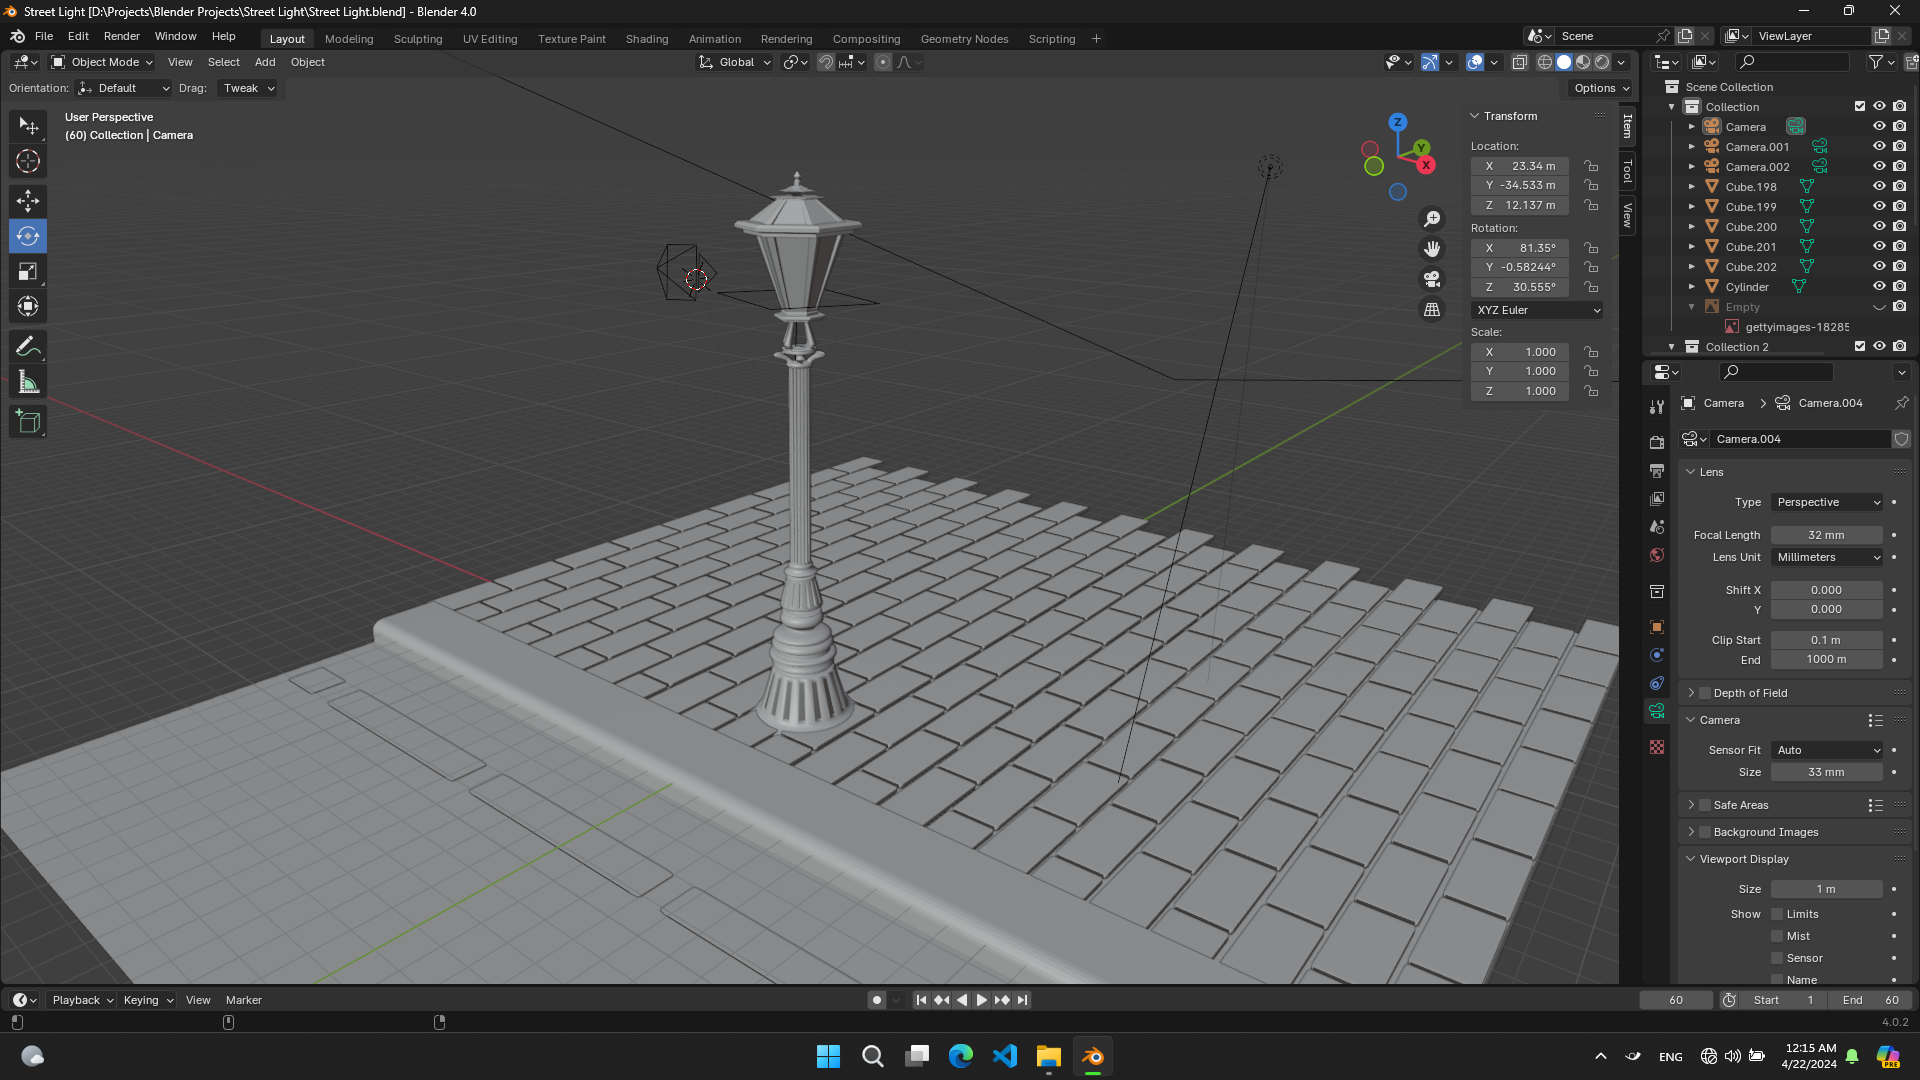 Street Light [D:\Projects\Blender Projects\Street Light\Street Light.blend] - Blender 4.0
File Edit Render Window Help Layout Modeling Sculpting UV Editing Texture Paint Shading Animation Rendering Compositing Geometry Nodes Scripting + Scene ViewLayer
Object Mode View Select Add Object Global
Orientation: Default Drag: Tweak Options
User Perspective
(60) Collection | Camera
Z
Y
X
Transform
Location:
X 23.34 m
Y -34.533 m
Z 12.137 m
Rotation:
X 81.35°
Y -0.58244°
Z 30.555°
XYZ Euler
Scale:
X 1.000
Y 1.000
Z 1.000
Item
Tool
View
Scene Collection
Collection
Camera
Camera.001
Camera.002
Cube.198
Cube.199
Cube.200
Cube.201
Cube.202
Cylinder
Empty
gettyimages-18285
Collection 2
Camera > Camera.004
Camera.004
Lens
Type Perspective
Focal Length 32 mm
Lens Unit Millimeters
Shift X 0.000
Y 0.000
Clip Start 0.1 m
End 1000 m
Depth of Field
Camera
Sensor Fit Auto
Size 33 mm
Safe Areas
Background Images
Viewport Display
Size 1 m
Show Limits
Mist
Sensor
Name
Playback Keying View Marker 60 Start 1 End 60
4.0.2
ENG 12:15 AM
4/22/2024
PRE